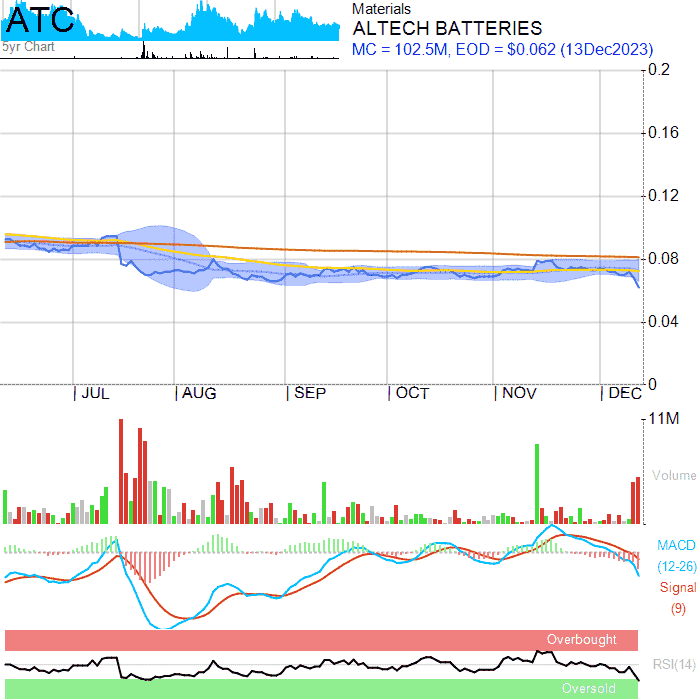 ATC
5yr Chart
Materials
ALTECH BATTERIES
MC = 102.5M, EOD = $0.062 (13Dec2023)
0.2
0.16
0.12
0.08
0.04
0
JUL AUG SEP OCT NOV DEC
11M
Volume
MACD
(12-26)
Signal
(9)
Overbought
RSI(14)
Oversold